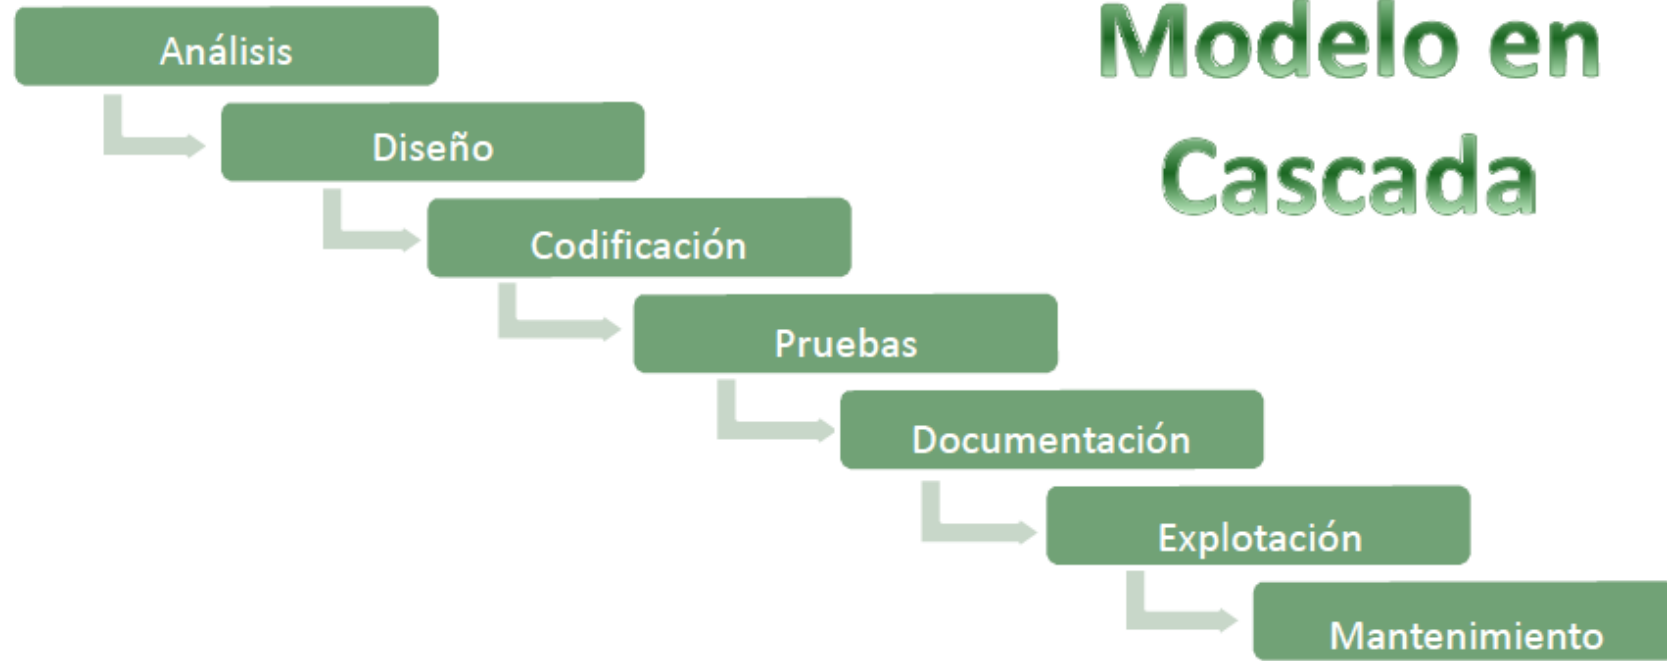 Modelo en
Cascada
Análisis
Diseño
Codificación
Pruebas
Documentación
Explotación
Mantenimiento